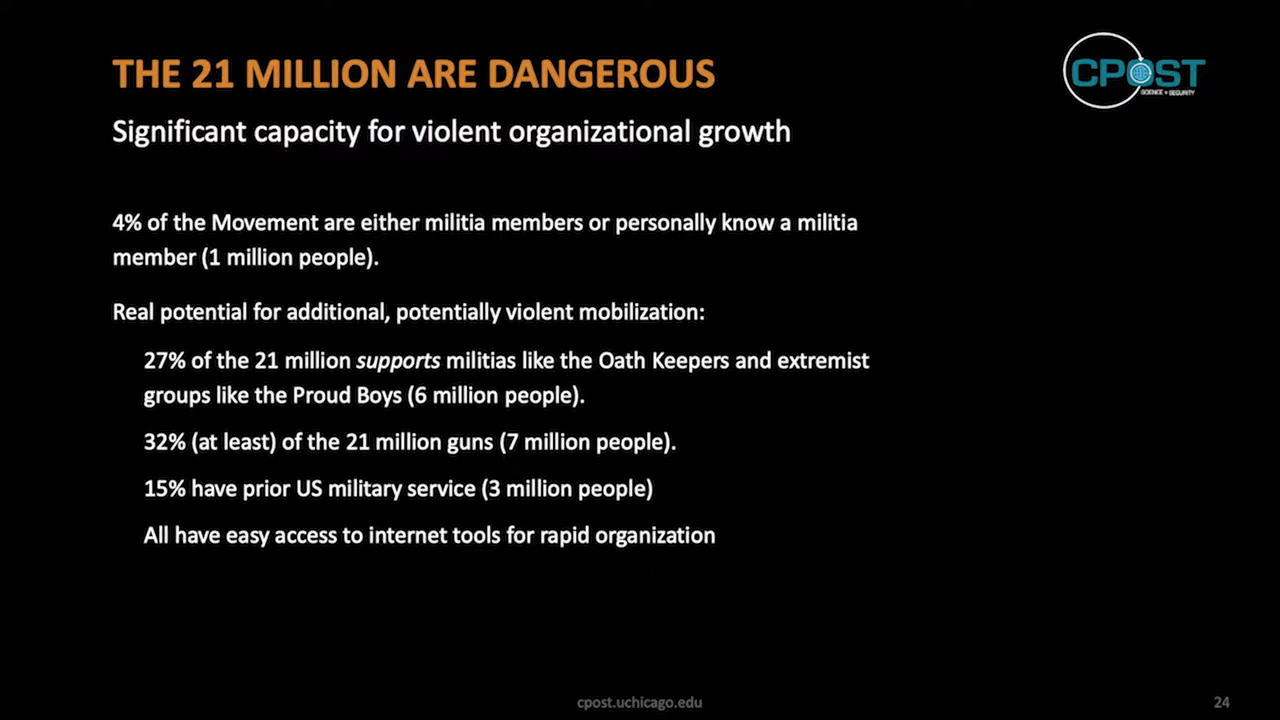 THE 21 MILLION ARE DANGEROUS
CPOST
SCIENCE + SECURITY
Significant capacity for violent organizational growth
4% of the Movement are either militia members or personally know a militia
member (1 million people).
Real potential for additional, potentially violent mobilization:
27% of the 21 million supports militias like the Oath Keepers and extremist
groups like the Proud Boys (6 million people).
32% (at least) of the 21 million guns (7 million people).
15% have prior US military service (3 million people)
All have easy access to internet tools for rapid organization
cpost.uchicago.edu
24